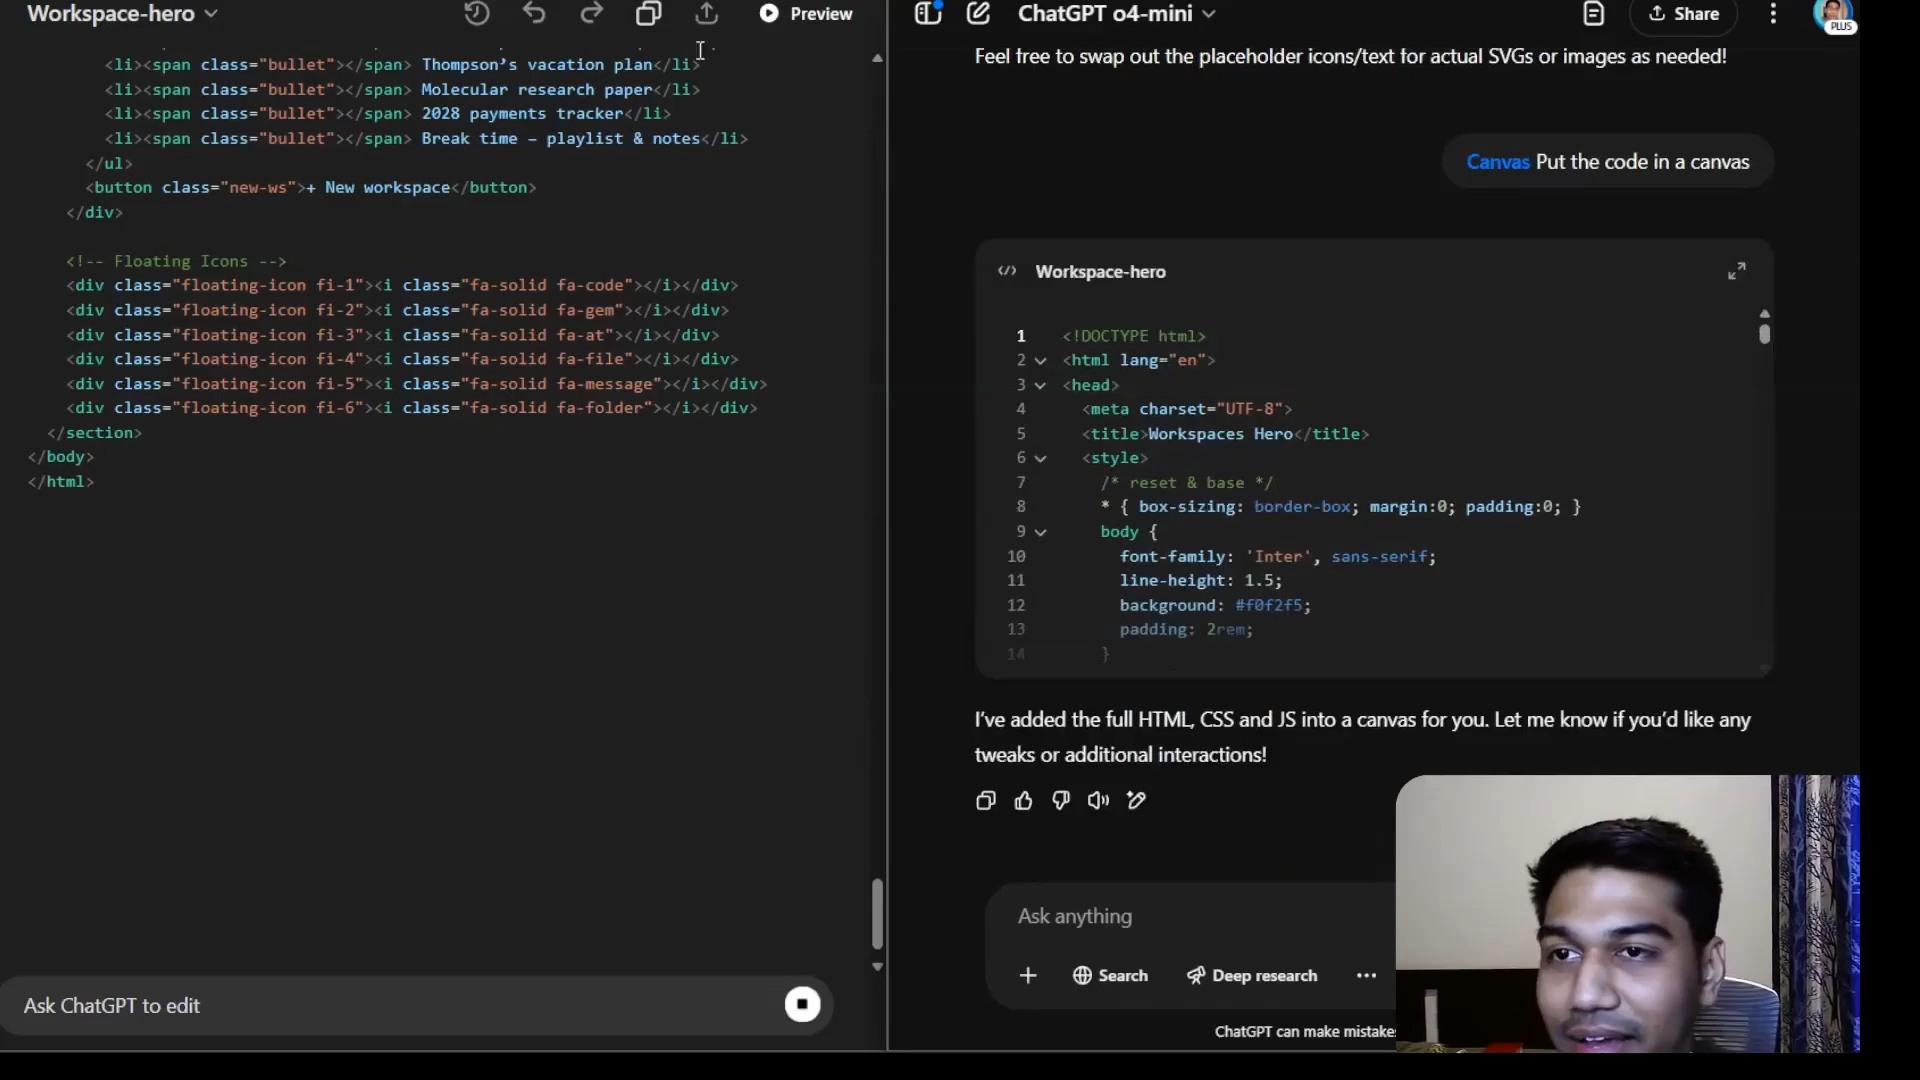 Workspace-hero
Preview
<li><span class="bullet"></span> Thompson’s vacation plan</li>
<li><span class="bullet"></span> Molecular research paper</li>
<li><span class="bullet"></span> 2028 payments tracker</li>
<li><span class="bullet"></span> Break time – playlist & notes</li>
</ul>
<button class="new-ws">+ New workspace</button>
</div>
<!-- Floating Icons -->
<div class="floating-icon fi-1"><i class="fa-solid fa-code"></i></div>
<div class="floating-icon fi-2"><i class="fa-solid fa-gem"></i></div>
<div class="floating-icon fi-3"><i class="fa-solid fa-at"></i></div>
<div class="floating-icon fi-4"><i class="fa-solid fa-file"></i></div>
<div class="floating-icon fi-5"><i class="fa-solid fa-message"></i></div>
<div class="floating-icon fi-6"><i class="fa-solid fa-folder"></i></div>
</section>
</body>
</html>
Ask ChatGPT to edit
ChatGPT o4-mini
Share
PLUS
Feel free to swap out the placeholder icons/text for actual SVGs or images as needed!
Canvas Put the code in a canvas
</> Workspace-hero
1 <!DOCTYPE html>
2 <html lang="en">
3 <head>
4 <meta charset="UTF-8">
5 <title>Workspaces Hero</title>
6 <style>
7 /* reset & base */
8 * { box-sizing: border-box; margin:0; padding:0; }
9 body {
10 font-family: 'Inter', sans-serif;
11 line-height: 1.5;
12 background: #f0f2f5;
13 padding: 2rem;
14 }
I’ve added the full HTML, CSS and JS into a canvas for you. Let me know if you’d like any
tweaks or additional interactions!
Ask anything
Search
Deep research
ChatGPT can make mistakes